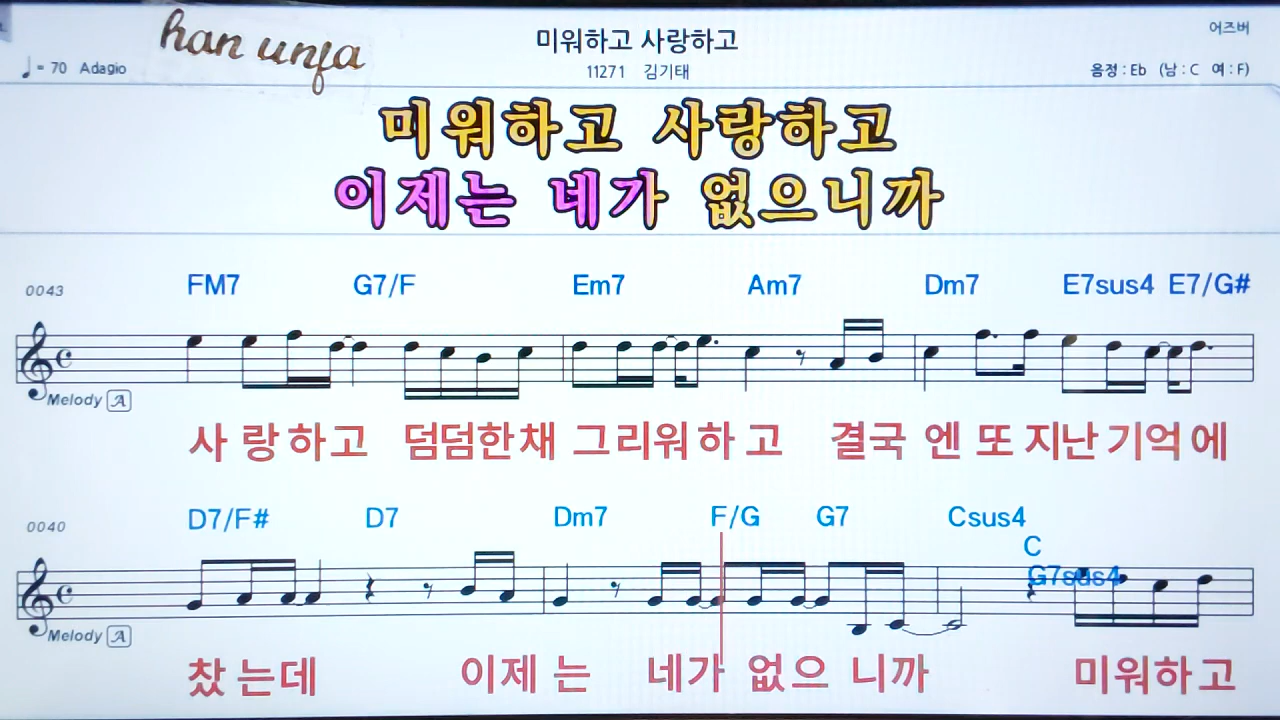 han unja
미워하고 사랑하고
어즈버
♩= 70 Adagio
11271 김기태
음정 : Eb (남 : C 여 : F)
미워하고 사랑하고
이제는 네가 없으니까
0043
FM7 G7/F Em7 Am7 Dm7 E7sus4 E7/G#
Melody A
사랑하고 덤덤한채 그리워하고 결국엔 또 지난기억에
0040
D7/F# D7 Dm7 F/G G7 Csus4
C
G7sus4
Melody A
찼는데 이제는 네가 없으니까 미워하고